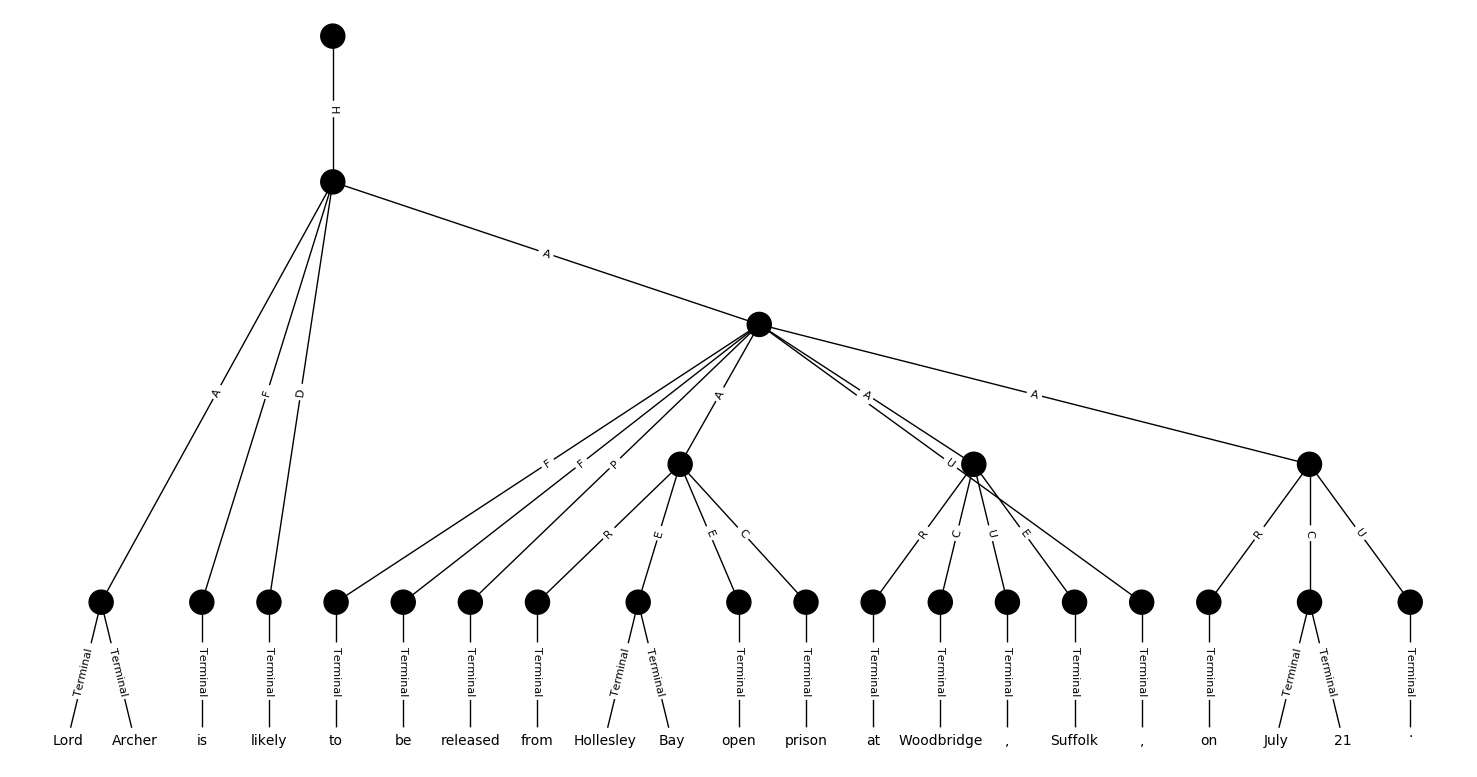 H
A
A F D
A A A
F F P U
R E E C R C U E R C U
Terminal Terminal Terminal Terminal Terminal Terminal Terminal Terminal Terminal Terminal Terminal Terminal Terminal Terminal Terminal Terminal Terminal Terminal Terminal Terminal Terminal
Lord Archer is likely to be released from Hollesley Bay open prison at Woodbridge , Suffolk , on July 21 .